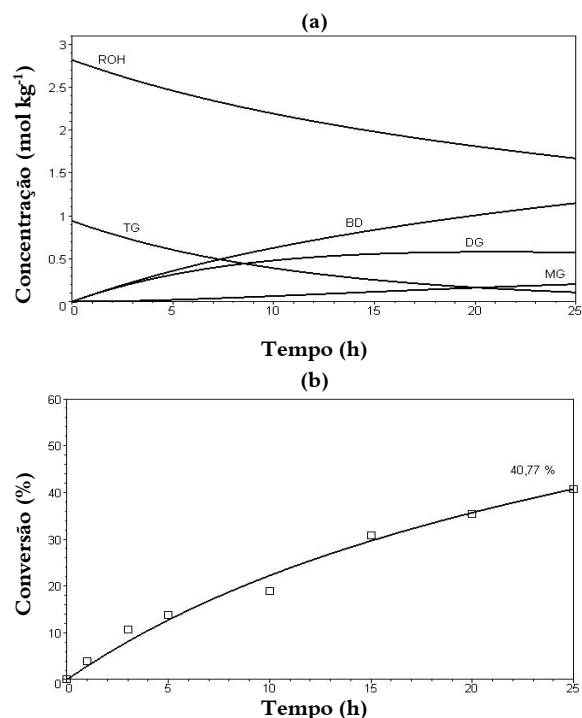 (a)
Concentração (mol kg⁻¹)
3
2.5
2
1.5
1
0.5
0
ROH
TG
BD
DG
MG
0 5 10 15 20 25
Tempo (h)
(b)
Conversão (%)
60
50
40
30
20
10
0
40,77 %
0 5 10 15 20 25
Tempo (h)